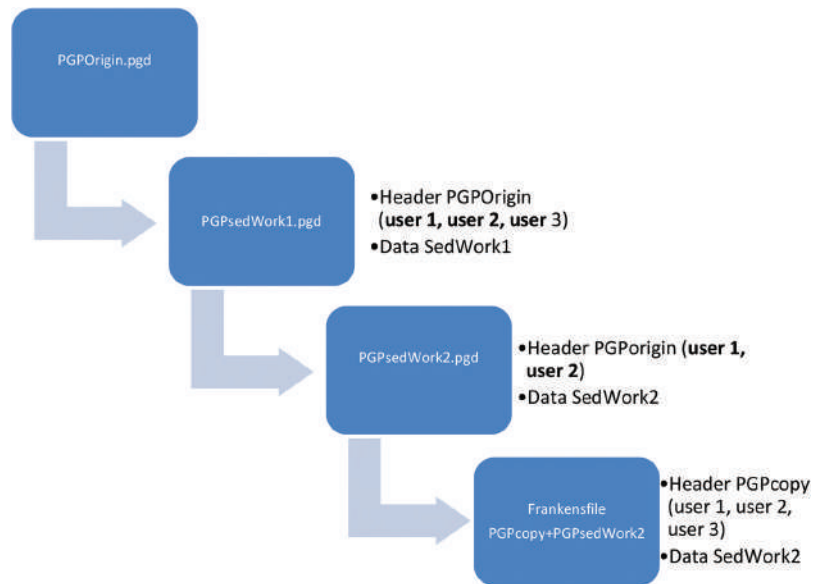 PGPOrigin.pgd
PGPsedWork1.pgd
•Header PGPOrigin
(user 1, user 2, user 3)
•Data SedWork1
PGPsedWork2.pgd
•Header PGPorigin (user 1,
user 2)
•Data SedWork2
Frankensfile
PGPcopy+PGPsedWork2
•Header PGPcopy
(user 1, user 2,
user 3)
•Data SedWork2